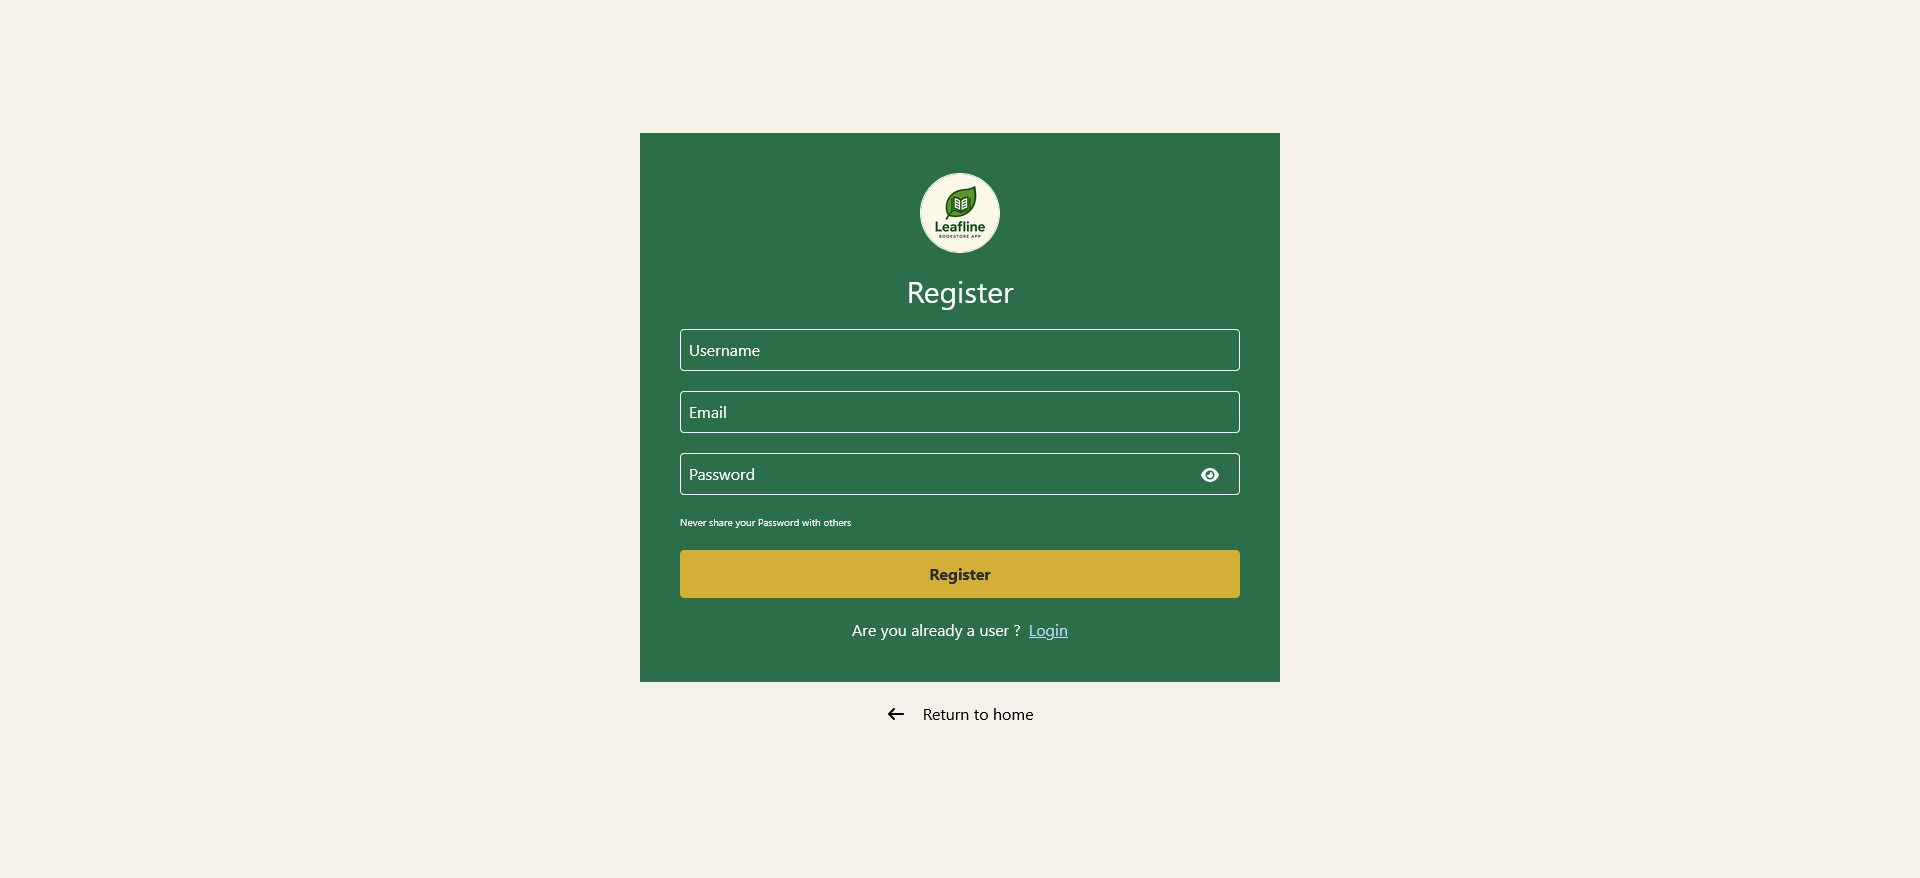 Leafline
BOOKSTORE APP
Register
Username
Email
Password
Never share your Password with others
Register
Are you already a user ? Login
Return to home